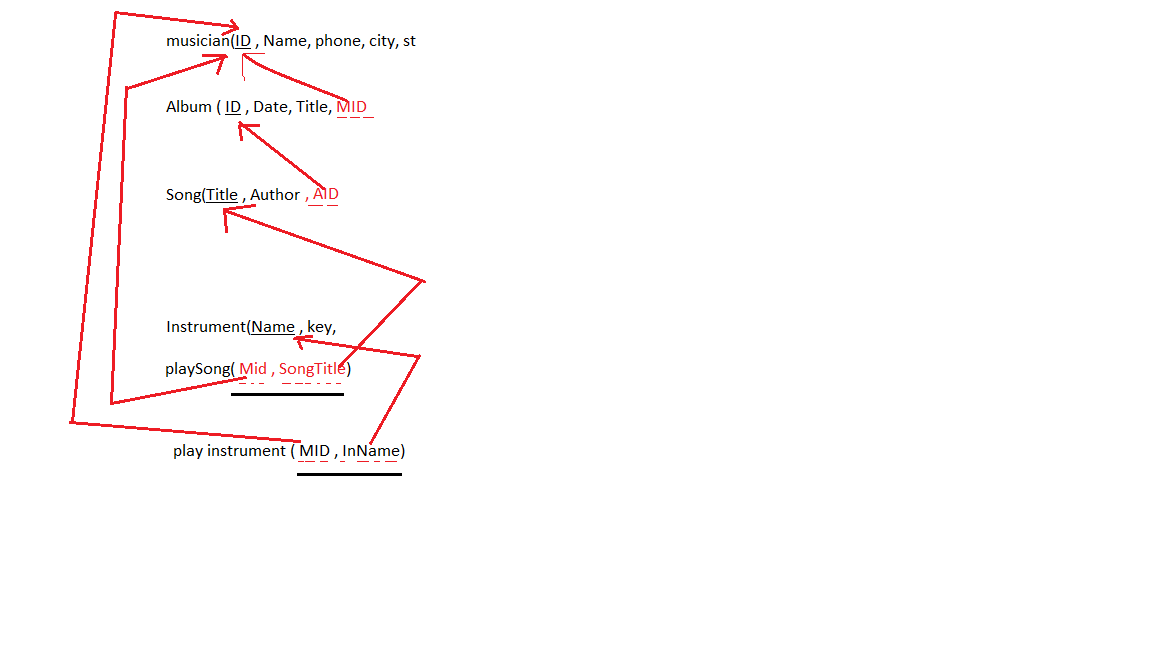 musician(ID , Name, phone, city, st
Album ( ID , Date, Title, MID
Song(Title , Author , AID
Instrument(Name , key,
playSong( Mid , SongTitle)
play instrument ( MID , InName)